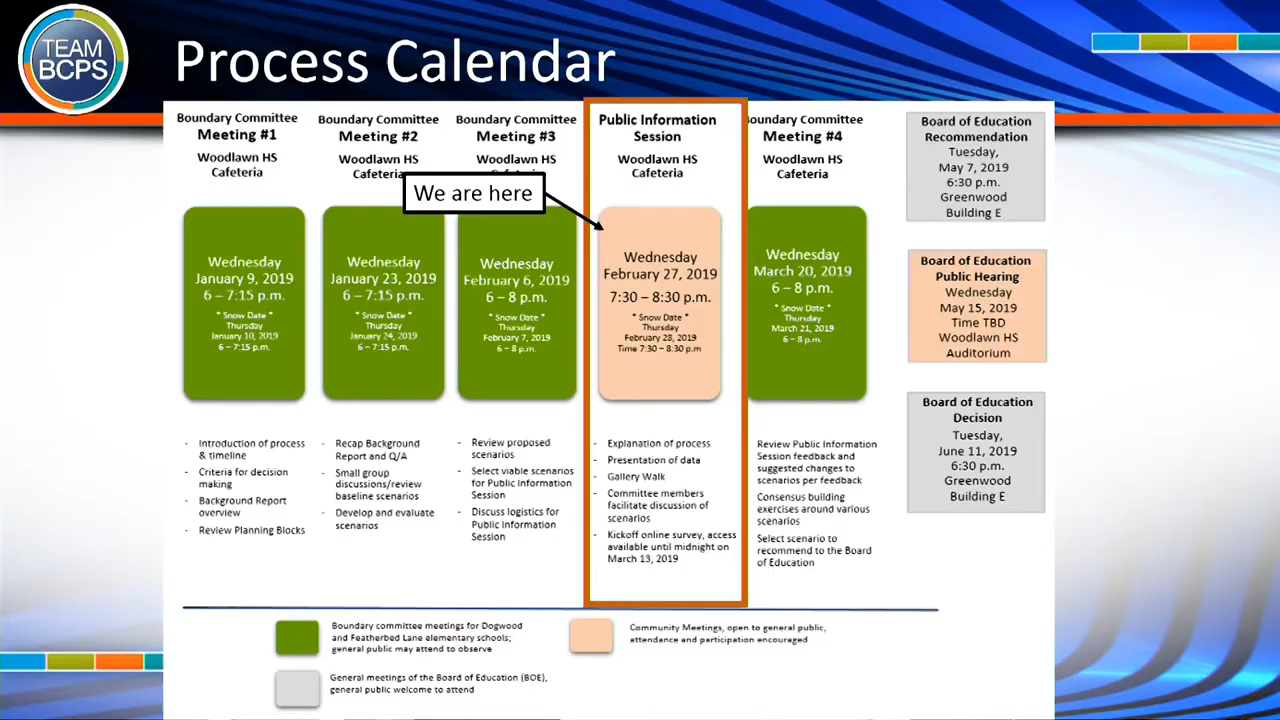 TEAM
BCPS
Process Calendar
Boundary Committee
Meeting #1
Woodlawn HS
Cafeteria
Wednesday
January 9, 2019
6 – 7:15 p.m.
* Snow Date *
Thursday
January 10, 2019
6 – 7:15 p.m.
- Introduction of process
& timeline
- Criteria for decision
making
- Background Report
overview
- Review Planning Blocks
Boundary Committee
Meeting #2
Woodlawn HS
Cafeteria
Wednesday
January 23, 2019
6 – 7:15 p.m.
* Snow Date *
Thursday
January 24, 2019
6 – 7:15 p.m.
- Recap Background
Report and Q/A
- Small group
discussions/review
baseline scenarios
- Develop and evaluate
scenarios
Boundary Committee
Meeting #3
Woodlawn HS
Cafeteria
We are here
Wednesday
February 6, 2019
6 – 8 p.m.
* Snow Date *
Thursday
February 7, 2019
6 – 8 p.m.
- Review proposed
scenarios
- Select viable scenarios
for Public Information
Session
- Discuss logistics for
Public Information
Session
Public Information
Session
Woodlawn HS
Cafeteria
Wednesday
February 27, 2019
7:30 – 8:30 p.m.
* Snow Date *
Thursday
February 28, 2019
Time 7:30 – 8:30 p.m
- Explanation of process
- Presentation of data
- Gallery Walk
- Committee members
facilitate discussion of
scenarios
- Kickoff online survey, access
available until midnight on
March 13, 2019
oundary Committee
Meeting #4
Woodlawn HS
Cafeteria
Wednesday
March 20, 2019
6 – 8 p.m.
* Snow Date *
Thursday
March 21, 2019
6 – 8 p.m.
Review Public Information
Session feedback and
suggested changes to
scenarios per feedback
Consensus building
exercises around various
scenarios
Select scenario to
recommend to the Board
of Education
Board of Education
Recommendation
Tuesday,
May 7, 2019
6:30 p.m.
Greenwood
Building E
Board of Education
Public Hearing
Wednesday
May 15, 2019
Time TBD
Woodlawn HS
Auditorium
Board of Education
Decision
Tuesday,
June 11, 2019
6:30 p.m.
Greenwood
Building E
Boundary committee meetings for Dogwood
and Featherbed Lane elementary schools;
general public may attend to observe
Community Meetings, open to general public,
attendance and participation encouraged
General meetings of the Board of Education (BOE),
general public welcome to attend